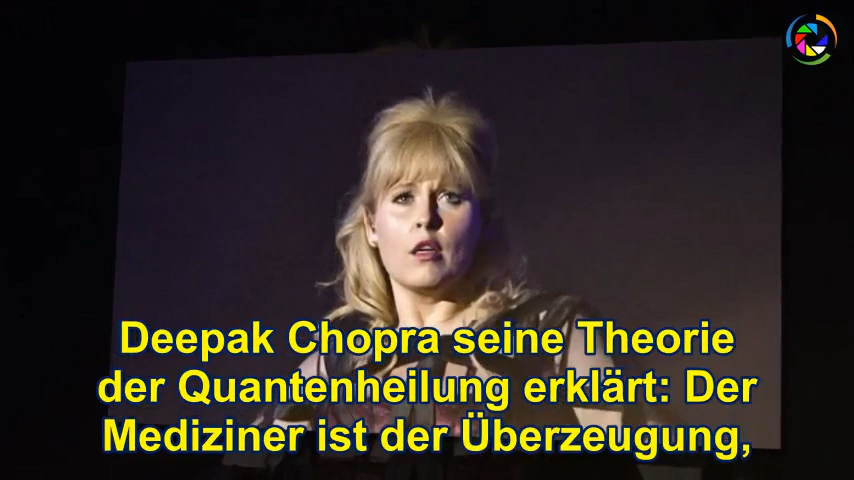 Deepak Chopra seine Theorie
der Quantenheilung erklärt: Der
Mediziner ist der Überzeugung,